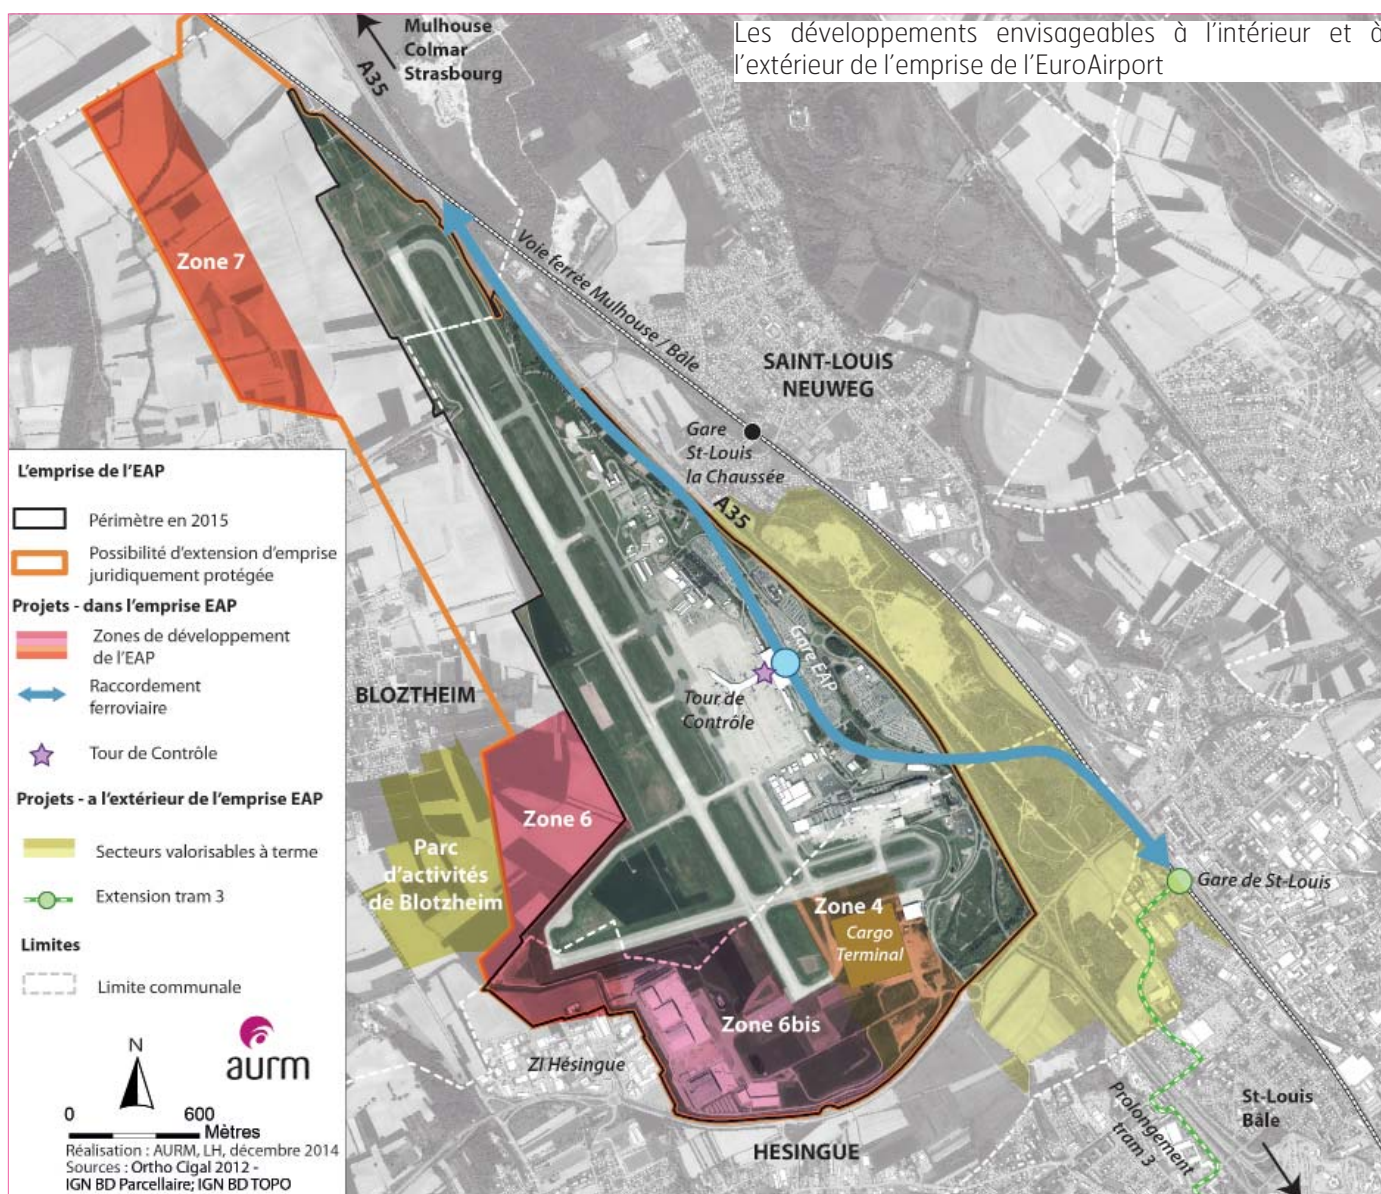 Les développements envisageables à l'intérieur et à
l'extérieur de l'emprise de l'EuroAirport
Mulhouse
Colmar
Strasbourg
A35
Zone 7
Voie ferrée Mulhouse / Bâle
SAINT-LOUIS
NEUWEG
Gare
St-Louis
la Chaussée
A35
Gare EAP
Tour de
Contrôle
BLOZTHEIM
Zone 6
Parc
d'activités
de Blotzheim
Zone 4
Cargo
Terminal
Gare de St-Louis
Zone 6bis
ZI Hésingue
HESINGUE
Prolongement
tram 3
St-Louis
Bâle
L'emprise de l'EAP
Périmètre en 2015
Possibilité d'extension d'emprise
juridiquement protégée
Projets - dans l'emprise EAP
Zones de développement
de l'EAP
Raccordement
ferroviaire
Tour de Contrôle
Projets - a l'extérieur de l'emprise EAP
Secteurs valorisables à terme
Extension tram 3
Limites
Limite communale
N
aurm
0 600
Mètres
Réalisation : AURM, LH, décembre 2014
Sources : Ortho Cigal 2012 -
IGN BD Parcellaire; IGN BD TOPO